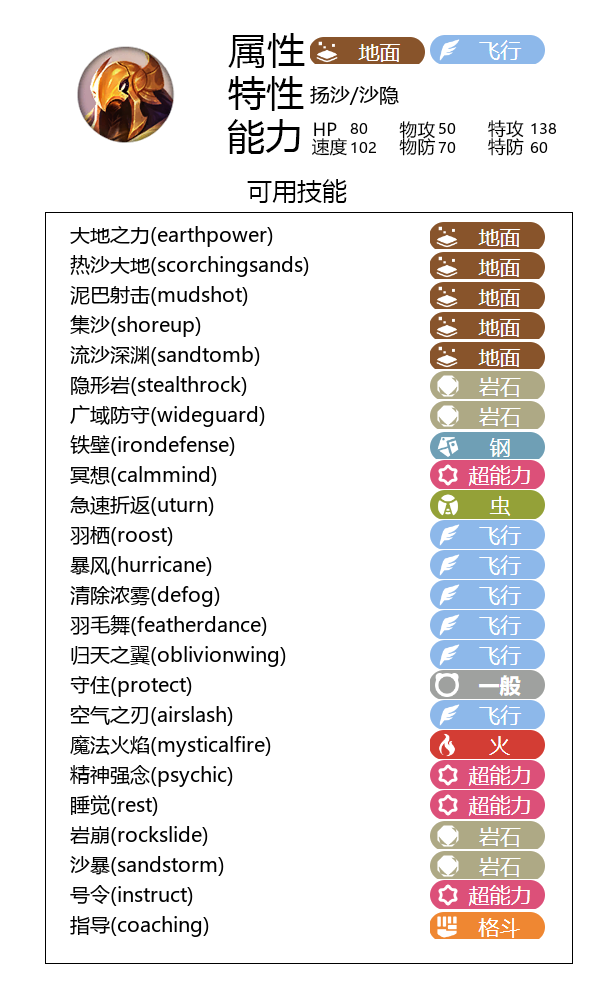 属性 地面 飞行
特性 扬沙/沙隐
能力 HP 80 物攻 50 特攻 138
速度 102 物防 70 特防 60
可用技能
大地之力(earthpower) 地面
热沙大地(scorchingsands) 地面
泥巴射击(mudshot) 地面
集沙(shoreup) 地面
流沙深渊(sandtomb) 地面
隐形岩(stealthrock) 岩石
广域防守(wideguard) 岩石
铁壁(irondefense) 钢
冥想(calmmind) 超能力
急速折返(uturn) 虫
羽栖(roost) 飞行
暴风(hurricane) 飞行
清除浓雾(defog) 飞行
羽毛舞(featherdance) 飞行
归天之翼(oblivionwing) 飞行
守住(protect) 一般
空气之刃(airslash) 飞行
魔法火焰(mysticalfire) 火
精神强念(psychic) 超能力
睡觉(rest) 超能力
岩崩(rockslide) 岩石
沙暴(sandstorm) 岩石
号令(instruct) 超能力
指导(coaching) 格斗